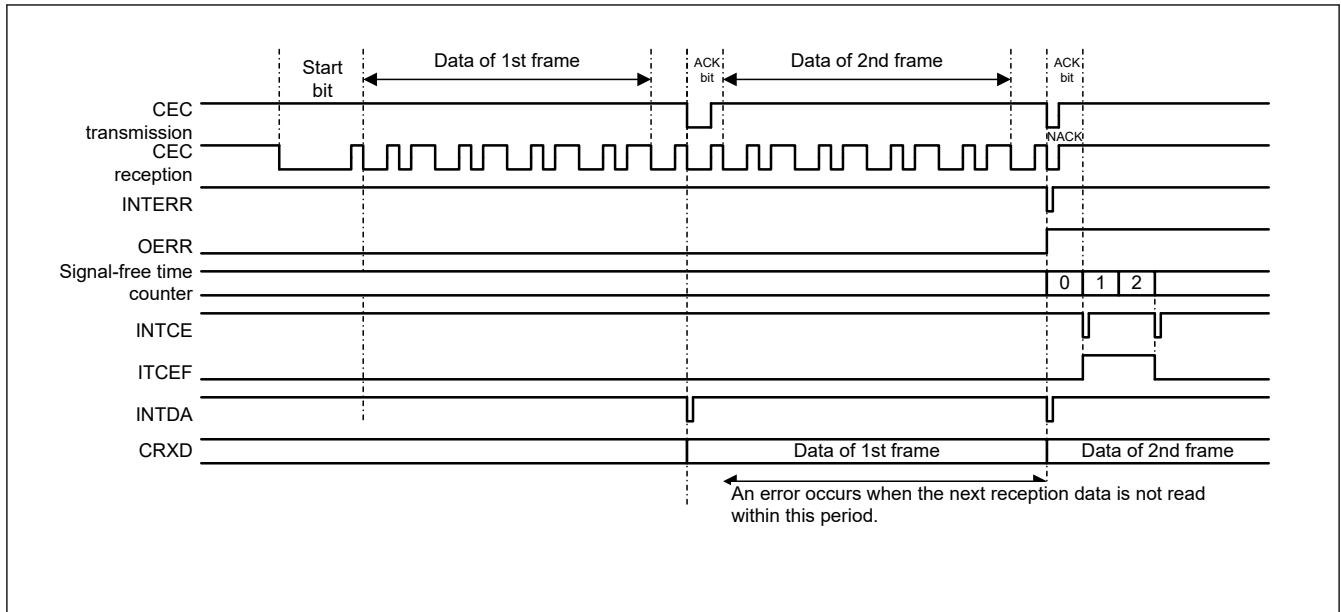 Start
bit
Data of 1st frame
ACK
bit
Data of 2nd frame
ACK
bit
CEC
transmission
NACK
CEC
reception
INTERR
OERR
Signal-free time
counter
0 1 2
INTCE
ITCEF
INTDA
CRXD
Data of 1st frame
Data of 2nd frame
An error occurs when the next reception data is not read
within this period.